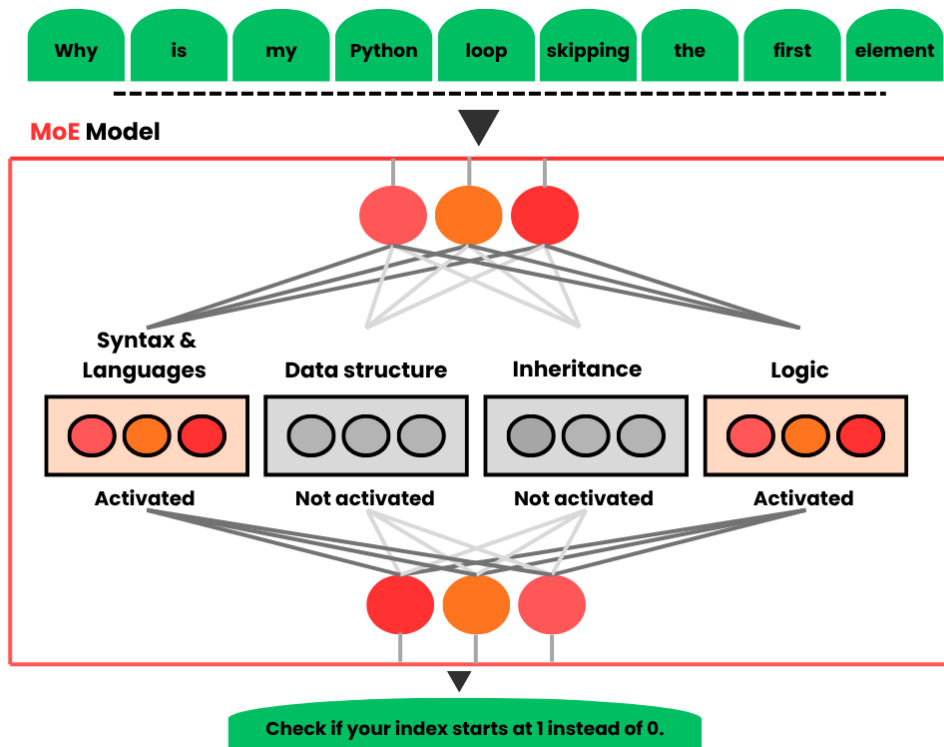 Why is my Python loop skipping the first element
MoE Model
Syntax &
Languages
Data structure
Inheritance
Logic
Activated
Not activated
Not activated
Activated
Check if your index starts at 1 instead of 0.